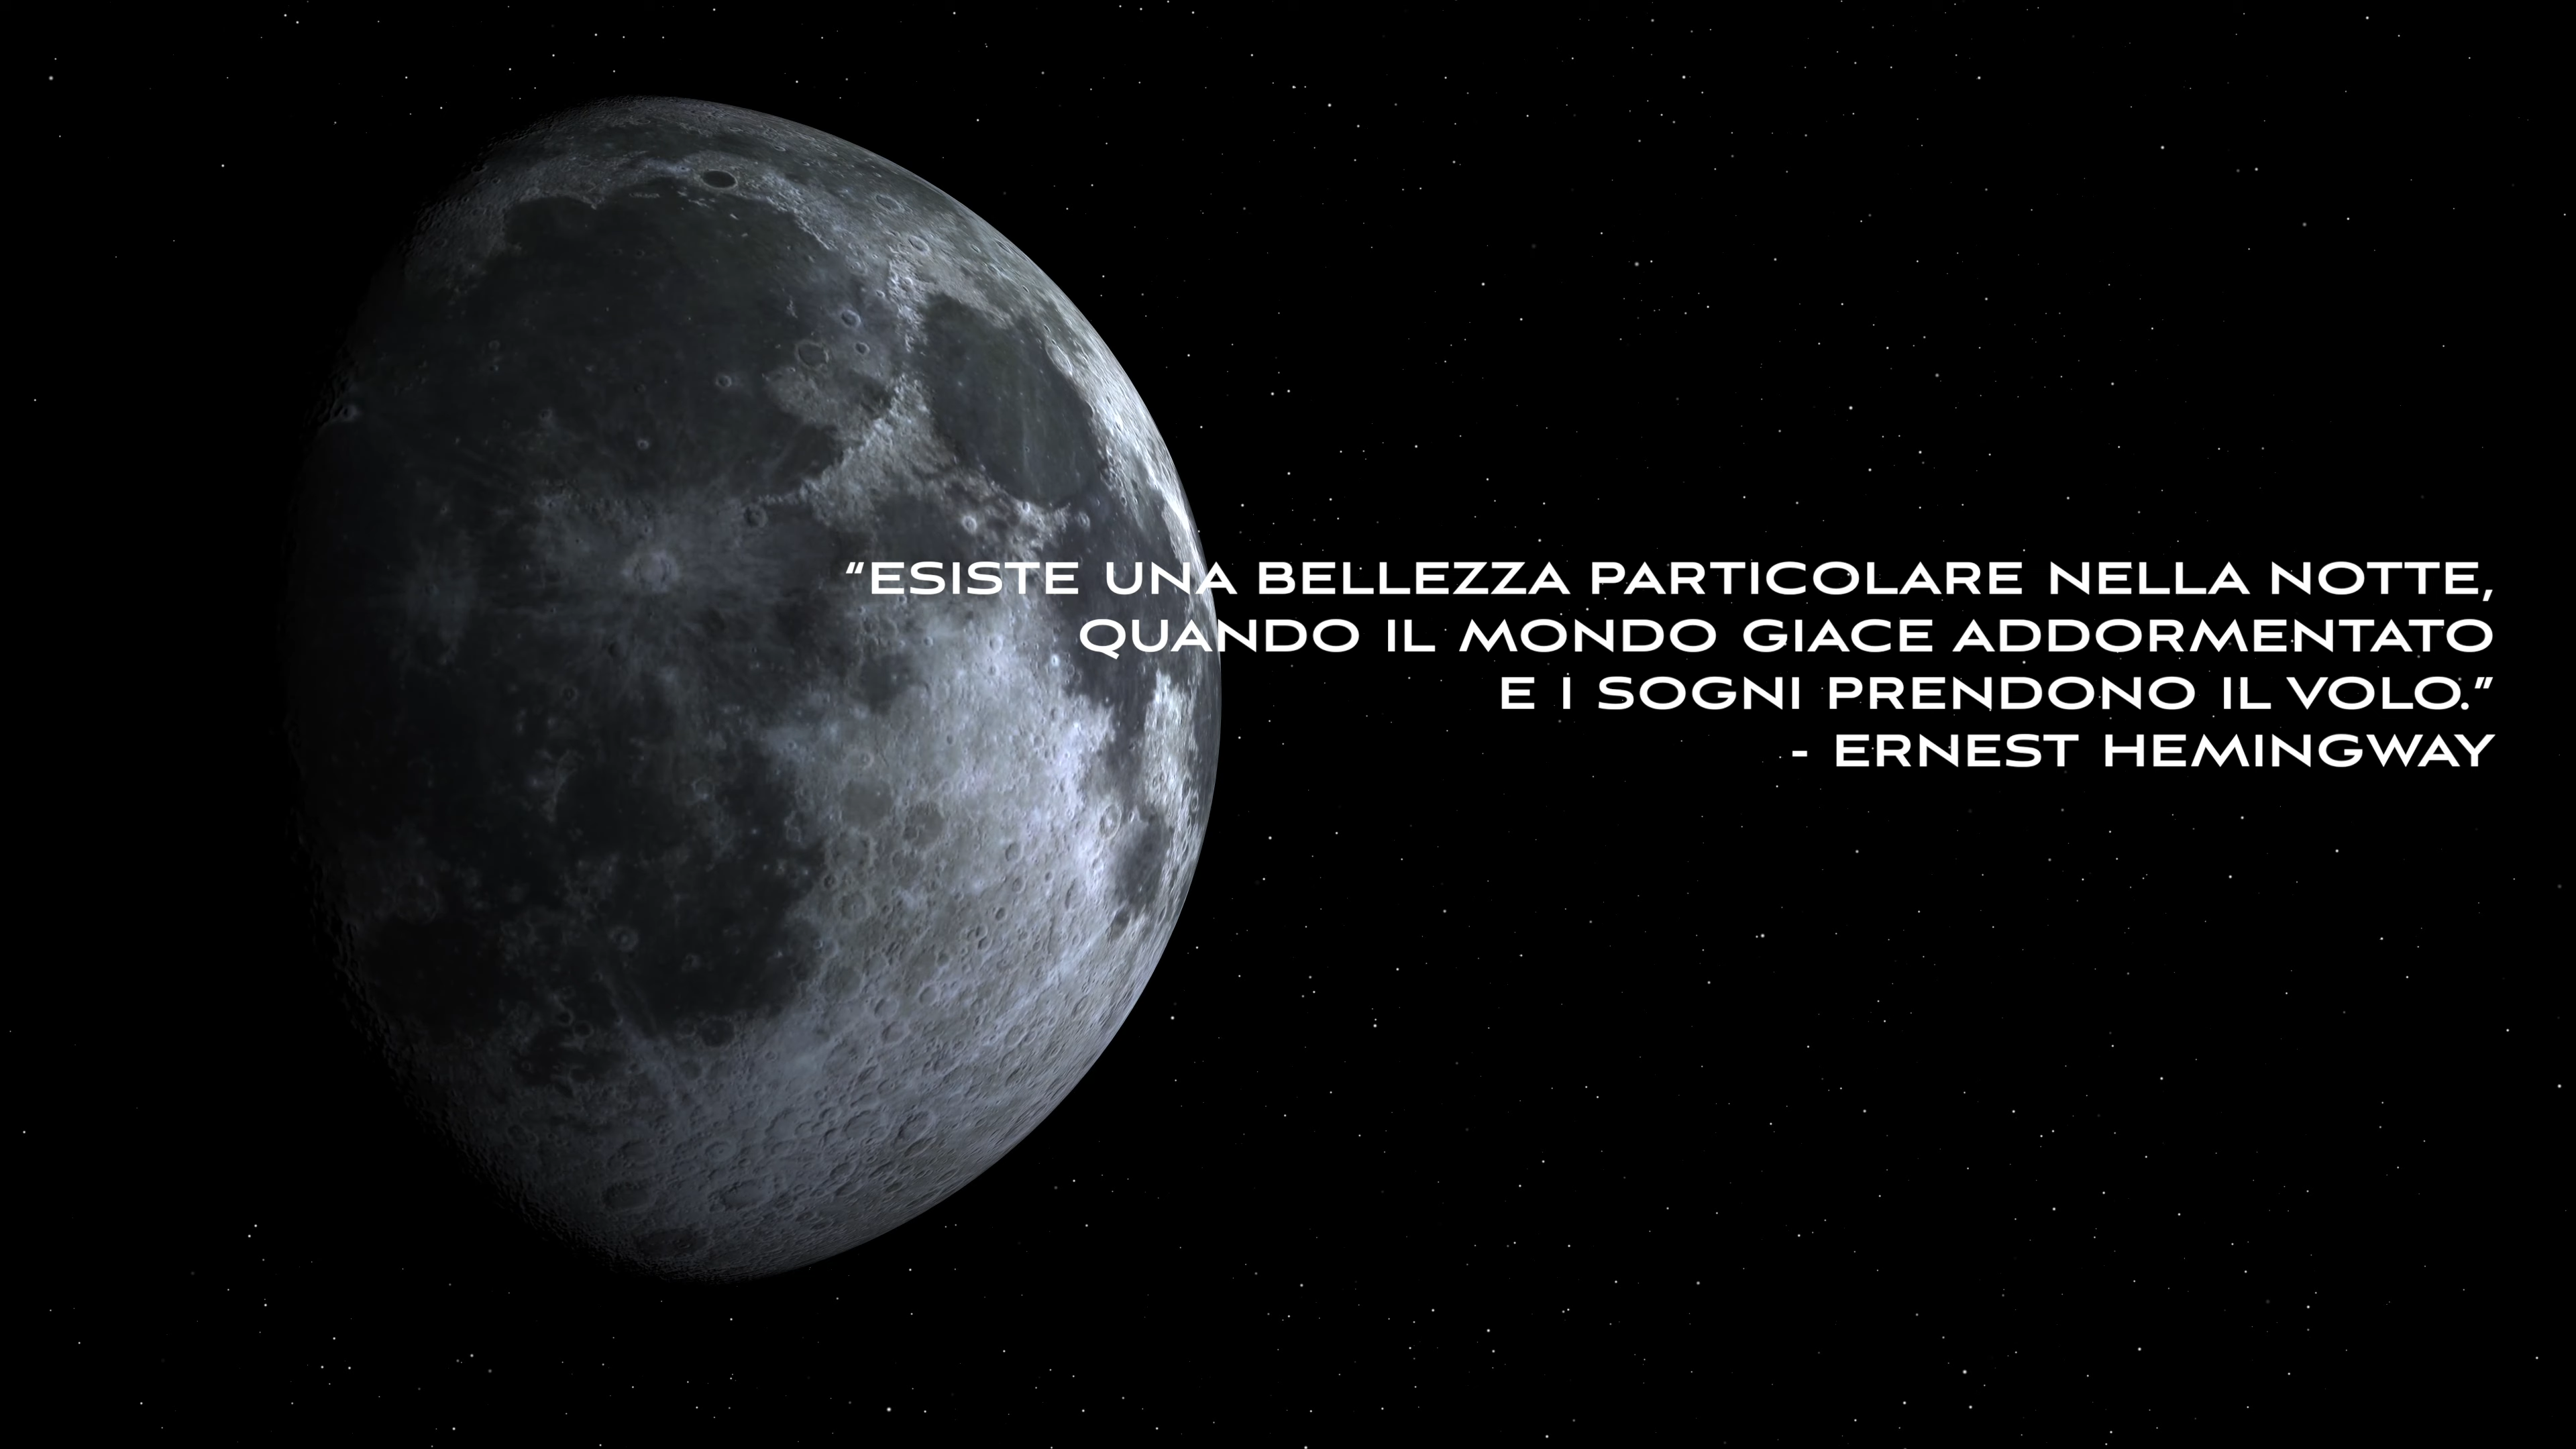 “ESISTE UNA BELLEZZA PARTICOLARE NELLA NOTTE,
QUANDO IL MONDO GIACE ADDORMENTATO
E I SOGNI PRENDONO IL VOLO.”
- ERNEST HEMINGWAY